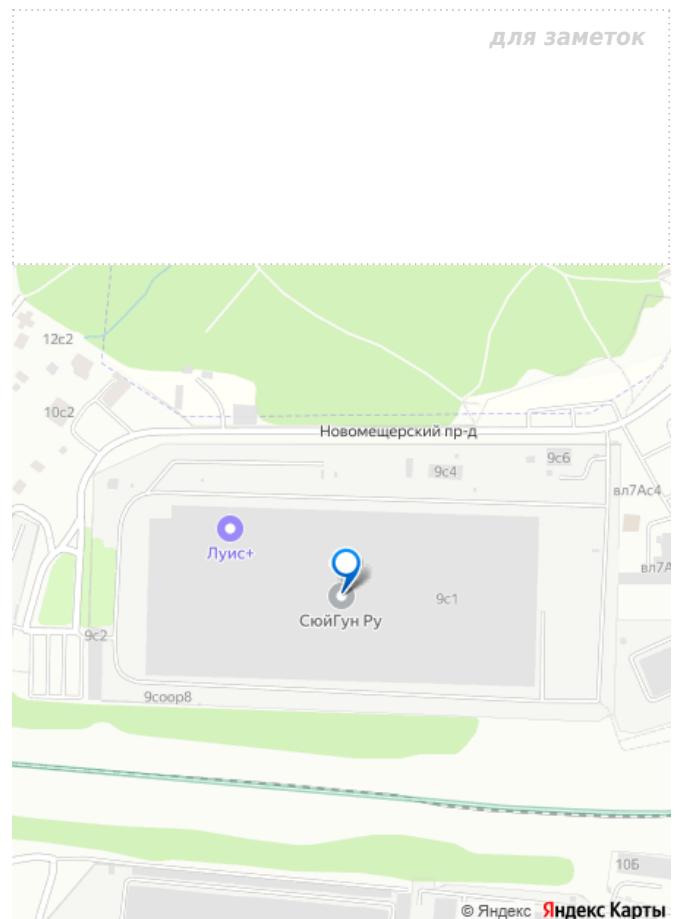 для заметок
12с2
10с2
Новомещерский пр-д
9с6
9с4
вл7Ас4
Луис+
вл7А
9с1
СюйГун Ру
9с2
9соор8
10Б
© Яндекс Яндекс Карты